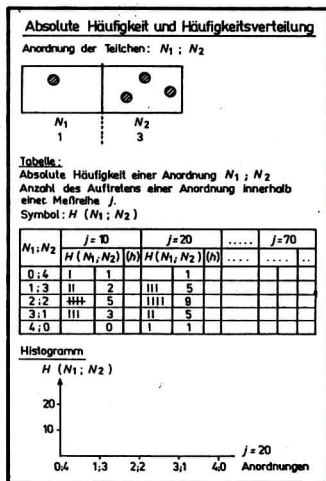 Absolute Häufigkeit und Häufigkeitsverteilung
Anordnung der Teilchen: N₁ ; N₂
N₁ N₂
1 3
Tabelle:
Absolute Häufigkeit einer Anordnung N₁ ; N₂
Anzahl des Auftretens einer Anordnung innerhalb
einer Meßreihe j.
Symbol: H (N₁ ; N₂)
N₁;N₂ j=10 j=20 ..... j=70
H(N₁;N₂) (h) H(N₁;N₂) (h) .... .... ..
0:4 I 1 1
1:3 II 2 III 5
2:2 5 IIII 9
3:1 III 3 II 5
4:0 0 I 1
Histogramm
H (N₁ ; N₂)
20
10
j = 20
0:4 1;3 2;2 3;1 4;0 Anordnungen